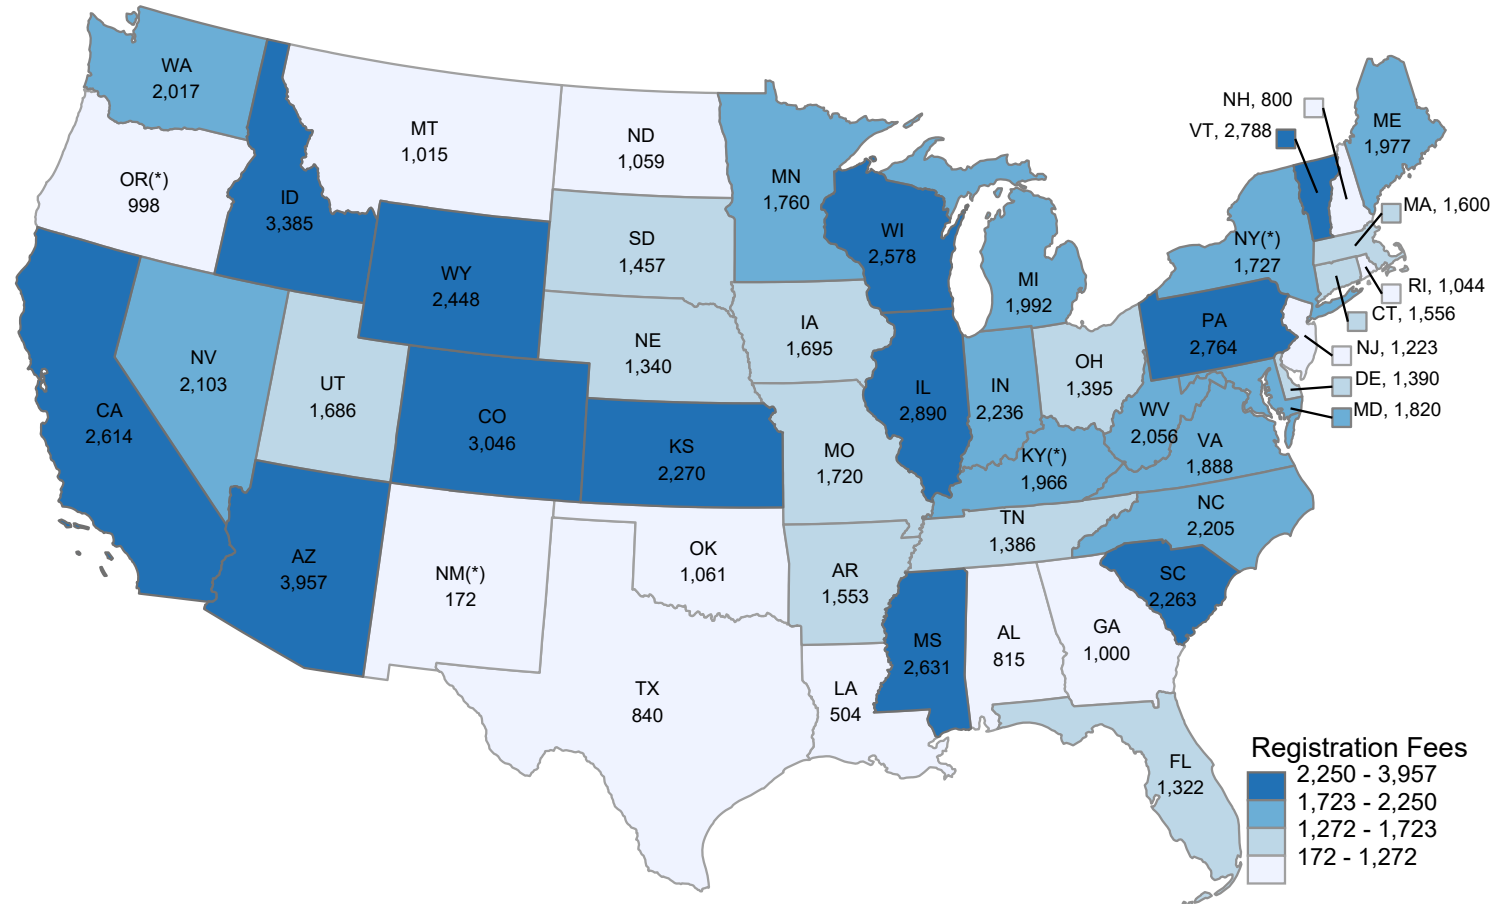 WA
2,017
OR(*)
998
MT
1,015
ID
3,385
ND
1,059
MN
1,760
SD
1,457
WY
2,448
WI
2,578
MI
1,992
NH, 800
VT, 2,788
ME
1,977
MA, 1,600
NY(*)
1,727
RI, 1,044
CT, 1,556
NJ, 1,223
DE, 1,390
MD, 1,820
PA
2,764
NV
2,103
UT
1,686
NE
1,340
IA
1,695
CA
2,614
CO
3,046
KS
2,270
MO
1,720
IL
2,890
IN
2,236
OH
1,395
WV
2,056
VA
1,888
KY(*)
1,966
NC
2,205
TN
1,386
AZ
3,957
NM(*)
172
OK
1,061
AR
1,553
SC
2,263
MS
2,631
AL
815
GA
1,000
TX
840
LA
504
FL
1,322
Registration Fees
2,250 - 3,957
1,723 - 2,250
1,272 - 1,723
172 - 1,272